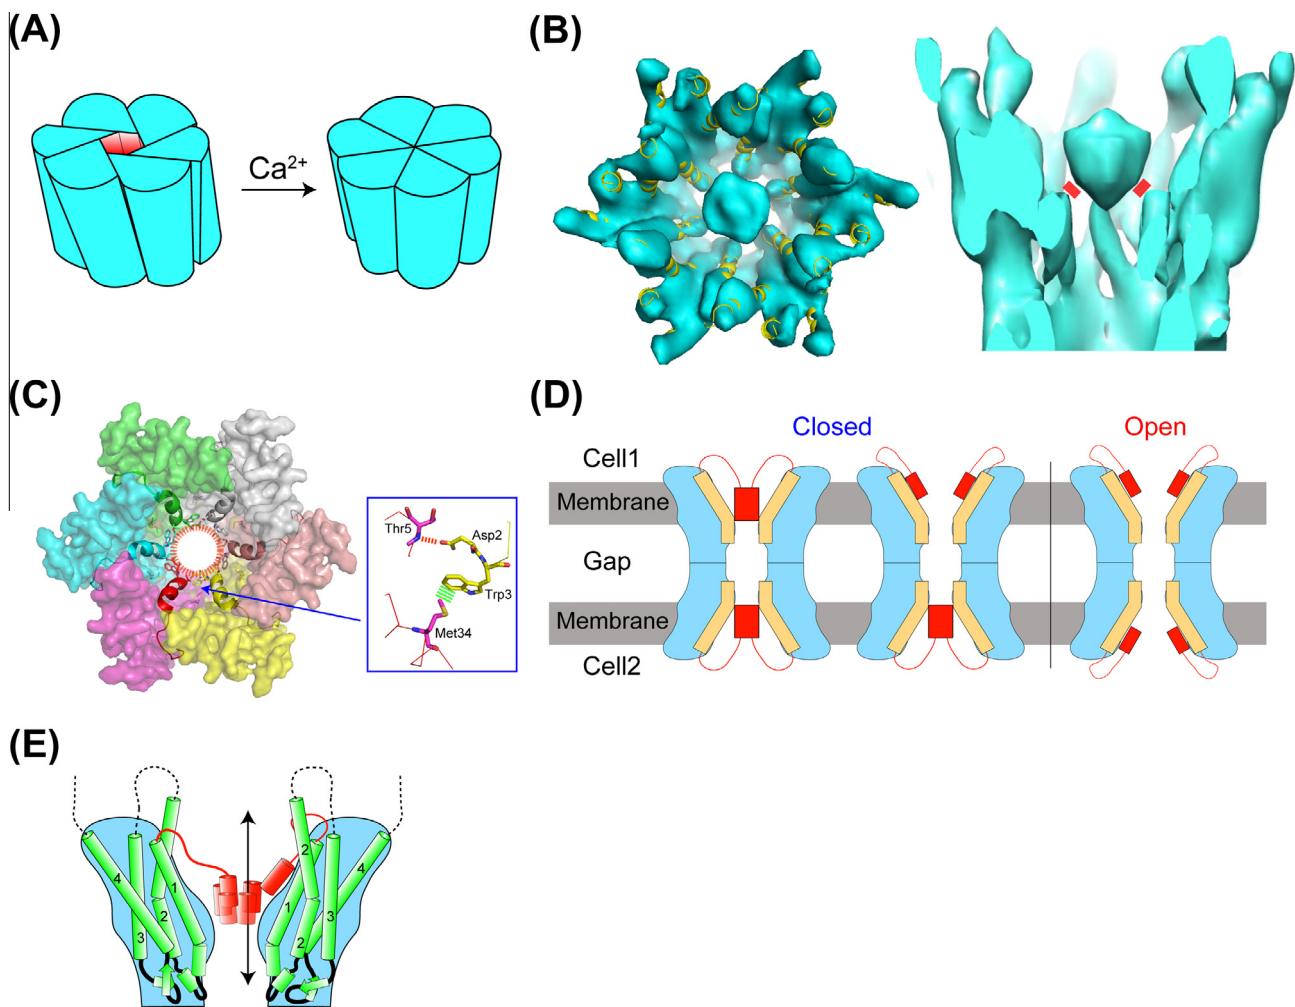 (A)
Ca2+
(B)
(C)
Thr5
Asp2
Trp3
Met34
(D)
Closed
Open
Cell1
Membrane
Gap
Membrane
Cell2
(E)
4
3
2
1
1
2
2
3
4